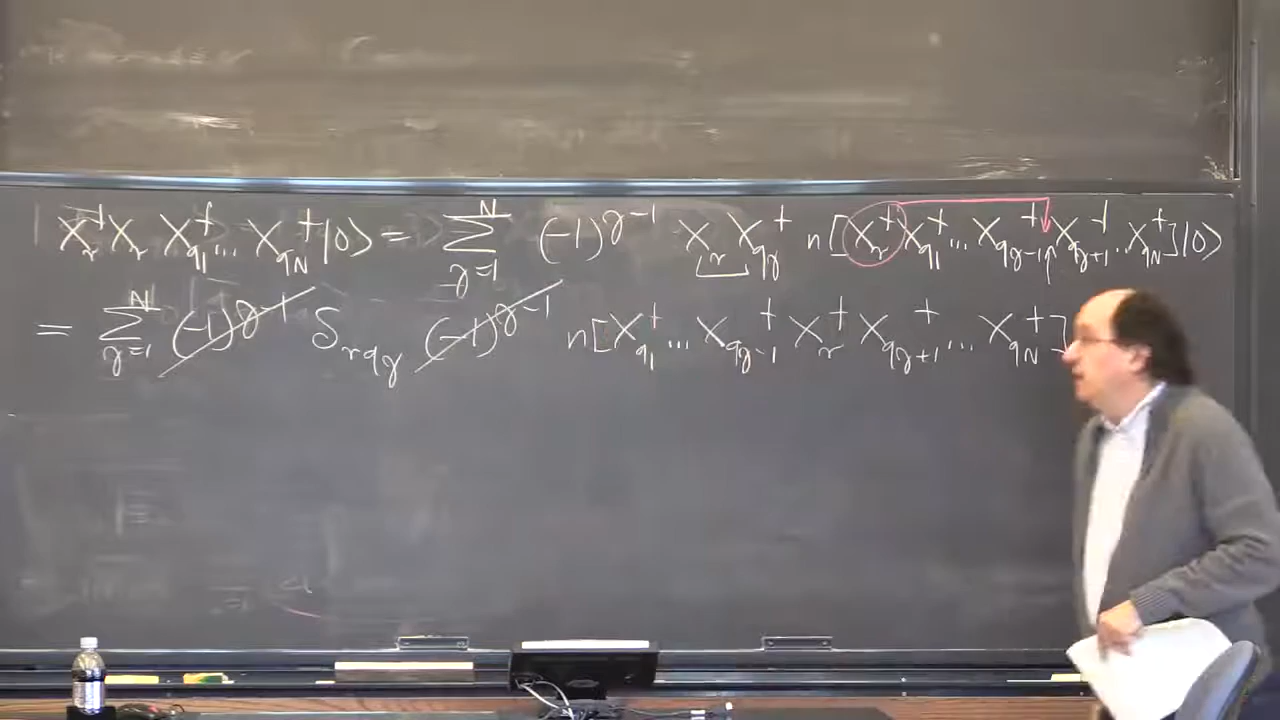 X_r^† X_r X_{q_1}^† ... X_{q_N}^† |0⟩ = Σ_{γ=1}^{N} (-1)^{γ-1} X_r X_{q_γ}^† n[X_r^† X_{q_1}^† ... X_{q_{γ-1}}^† X_{q_{γ+1}}^† ... X_{q_N}^†]|0⟩
= Σ_{γ=1}^{N} (-1)^{γ-1} δ_{r q_γ} (-1)^{γ-1} n[X_{q_1}^† ... X_{q_{γ-1}}^† X_r^† X_{q_{γ+1}}^† ... X_{q_N}^†]